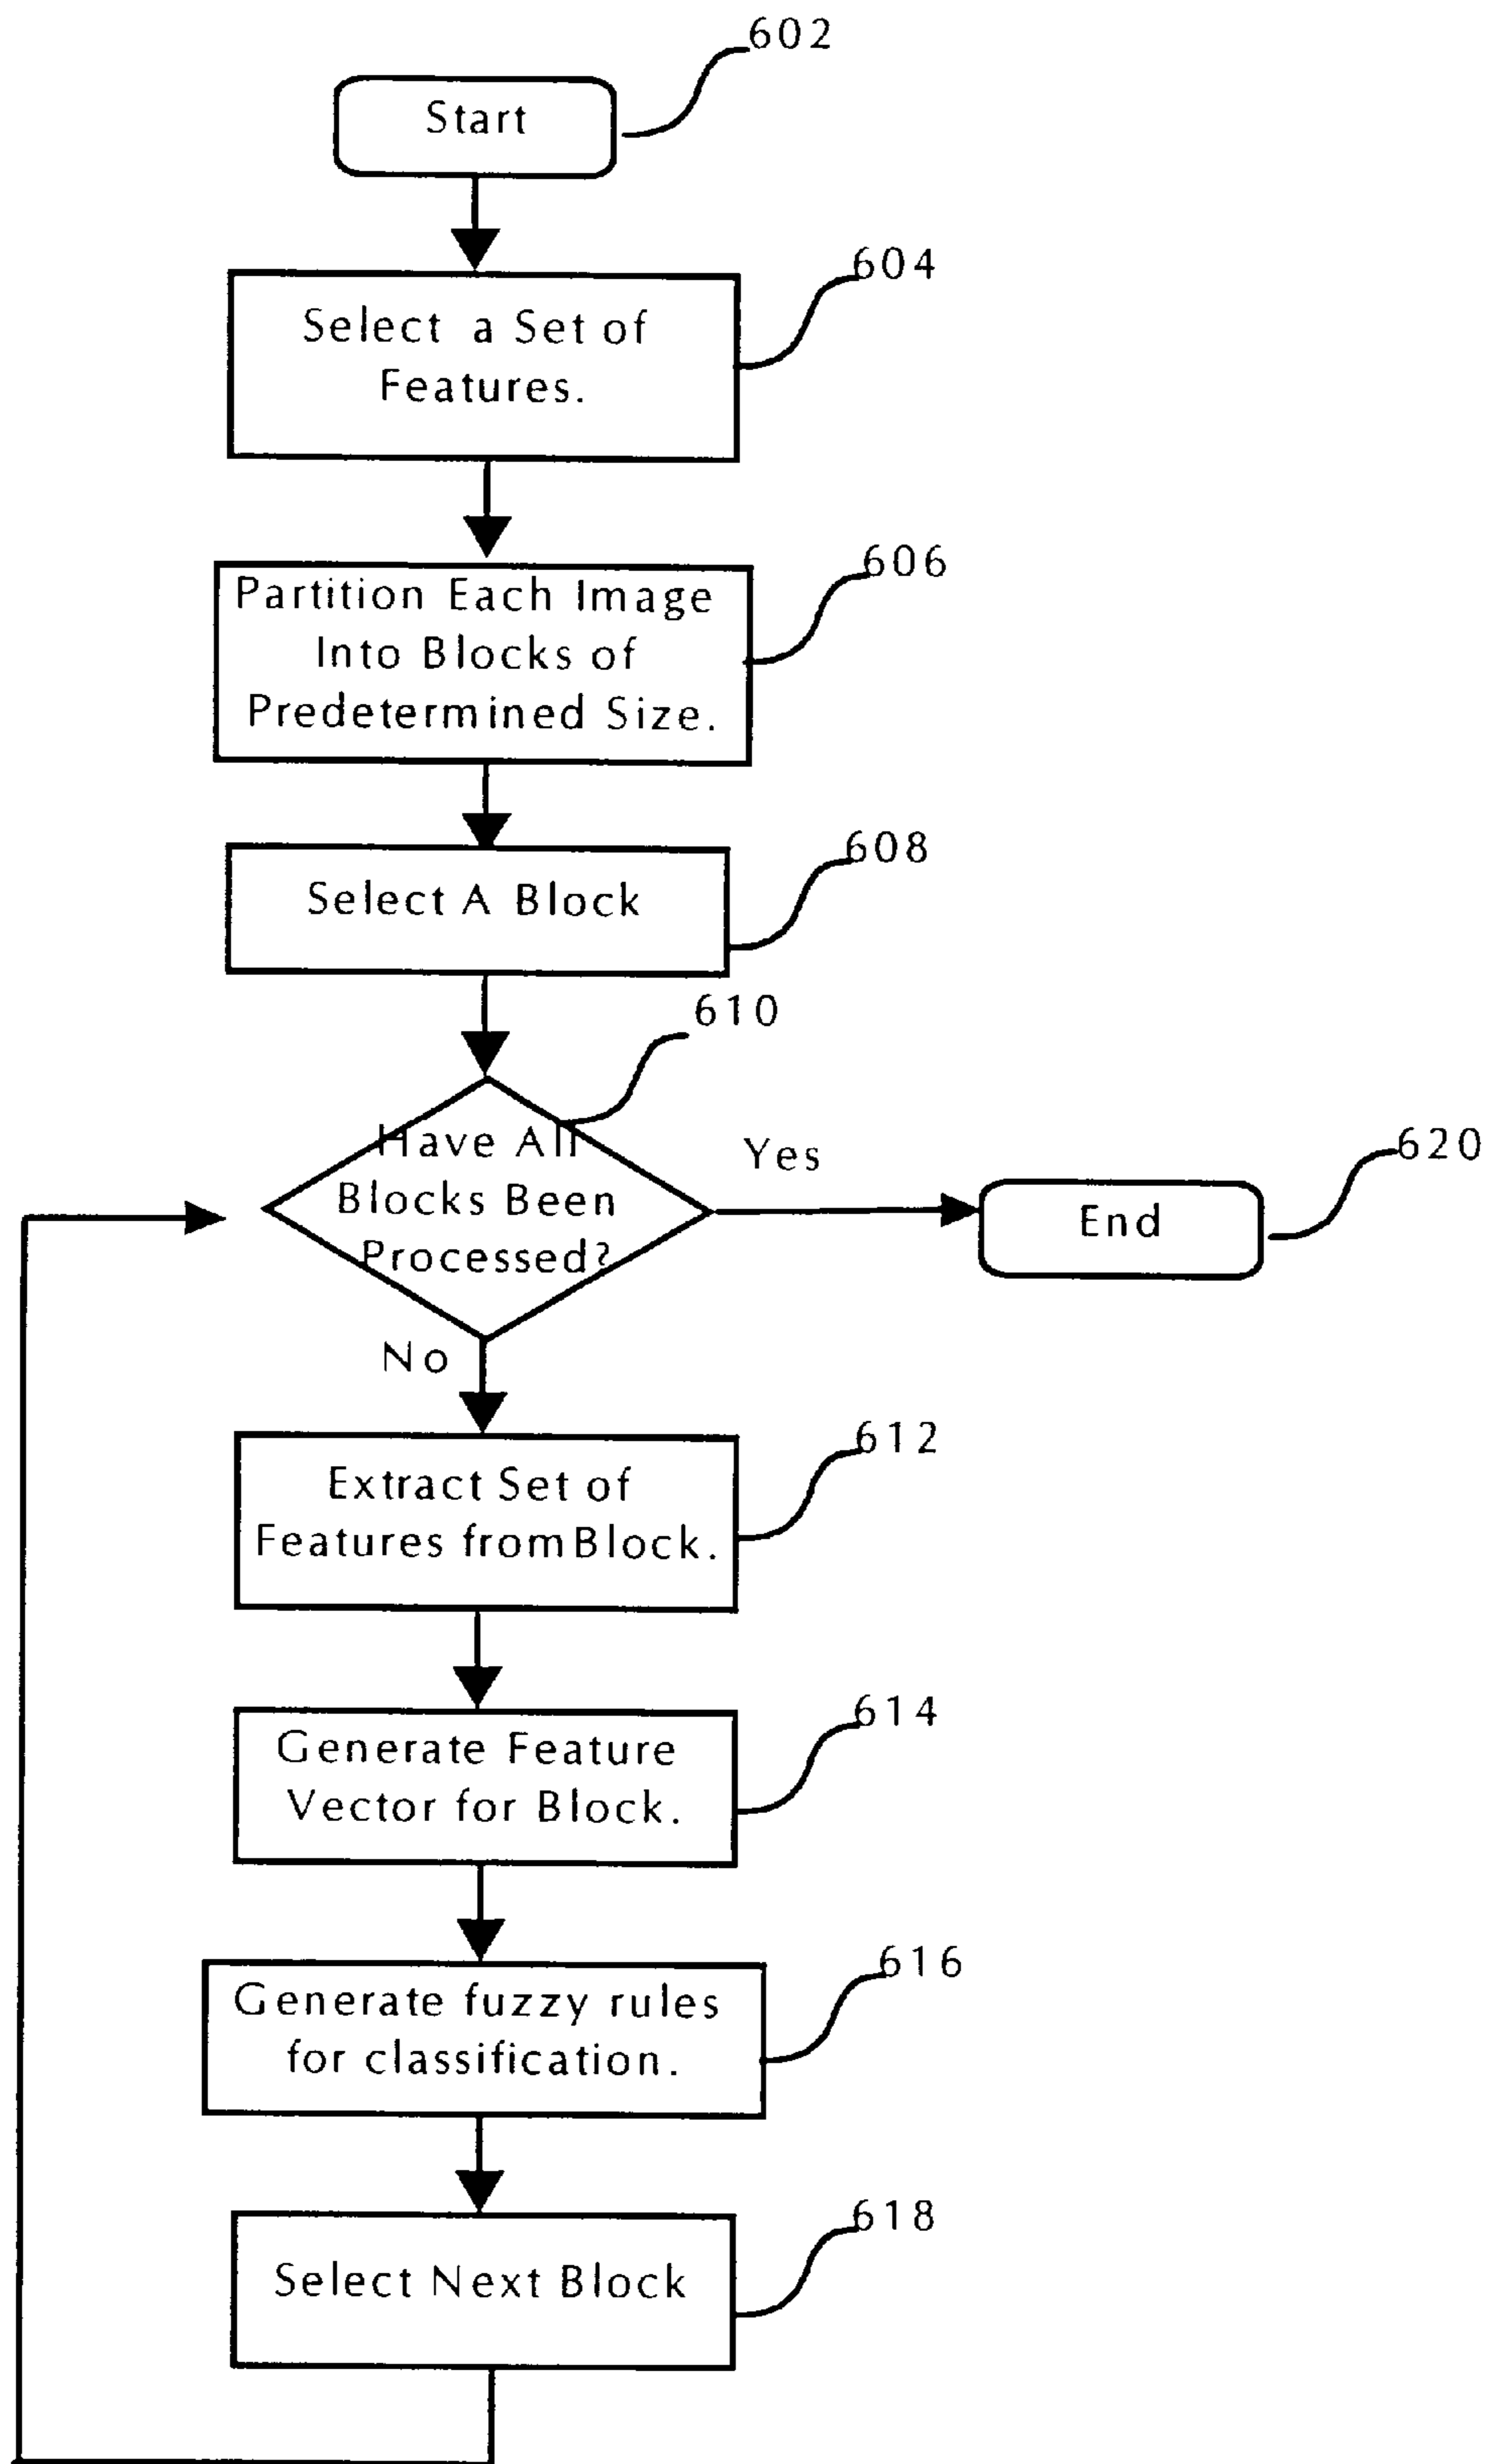 602
Start
604
Select a Set of
Features.
606
Partition Each Image
Into Blocks of
Predetermined Size.
608
Select A Block
610
Have All
Blocks Been
Processed?
Yes
620
End
No
612
Extract Set of
Features from Block.
614
Generate Feature
Vector for Block.
616
Generate fuzzy rules
for classification.
618
Select Next Block